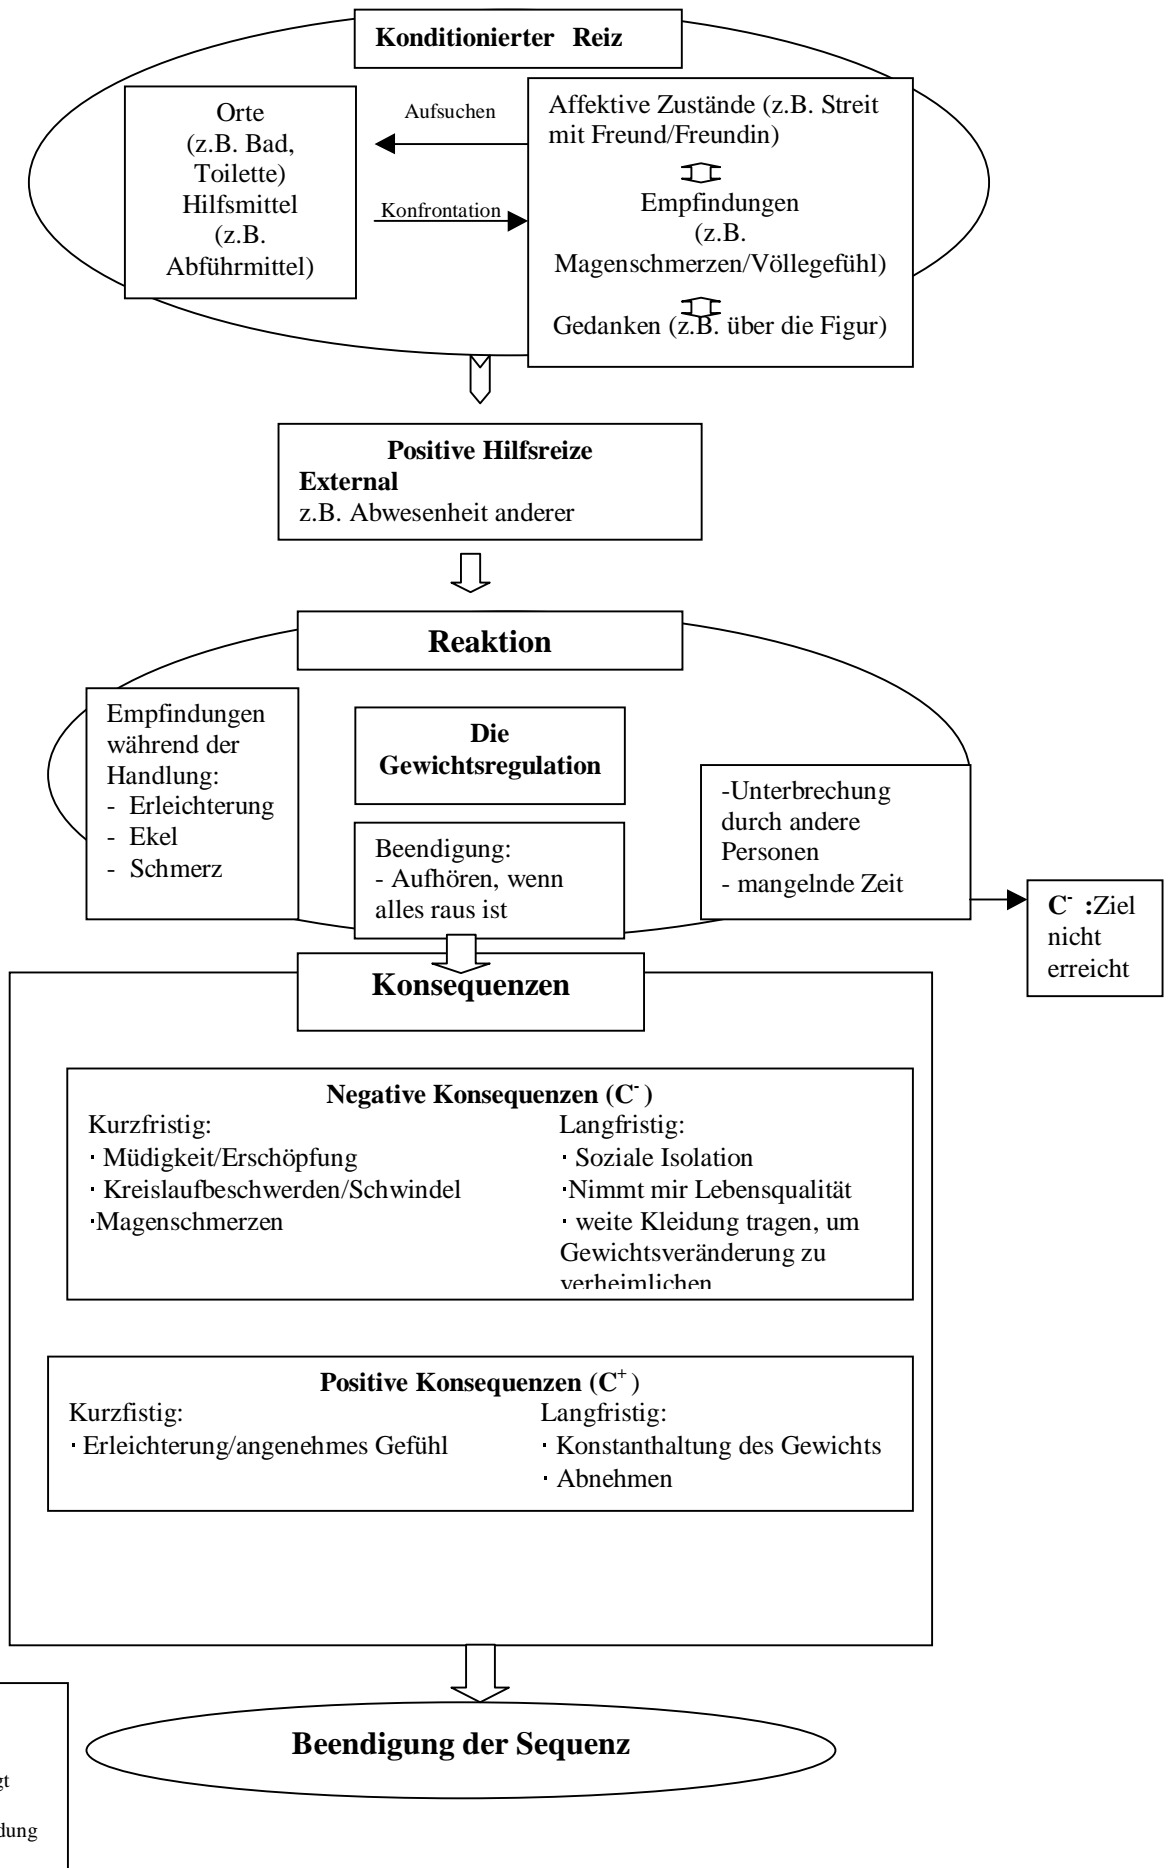 Konditionierter Reiz
Orte
(z.B. Bad,
Toilette)
Hilfsmittel
(z.B.
Abführmittel)
Aufsuchen
Konfrontation
Affektive Zustände (z.B. Streit
mit Freund/Freundin)
Empfindungen
(z.B.
Magenschmerzen/Völlegefühl)
Gedanken (z.B. über die Figur)
Positive Hilfsreize
External
z.B. Abwesenheit anderer
Reaktion
Empfindungen
während der
Handlung:
- Erleichterung
- Ekel
- Schmerz
Die
Gewichtsregulation
Beendigung:
- Aufhören, wenn
alles raus ist
-Unterbrechung
durch andere
Personen
- mangelnde Zeit
C⁻ :Ziel
nicht
erreicht
Konsequenzen
Negative Konsequenzen (C⁻ )
Kurzfristig:
· Müdigkeit/Erschöpfung
· Kreislaufbeschwerden/Schwindel
·Magenschmerzen
Langfristig:
· Soziale Isolation
·Nimmt mir Lebensqualität
· weite Kleidung tragen, um
Gewichtsveränderung zu
verheimlichen
Positive Konsequenzen (C⁺ )
Kurzfistig:
· Erleichterung/angenehmes Gefühl
Langfristig:
· Konstanthaltung des Gewichts
· Abnehmen
Beendigung der Sequenz